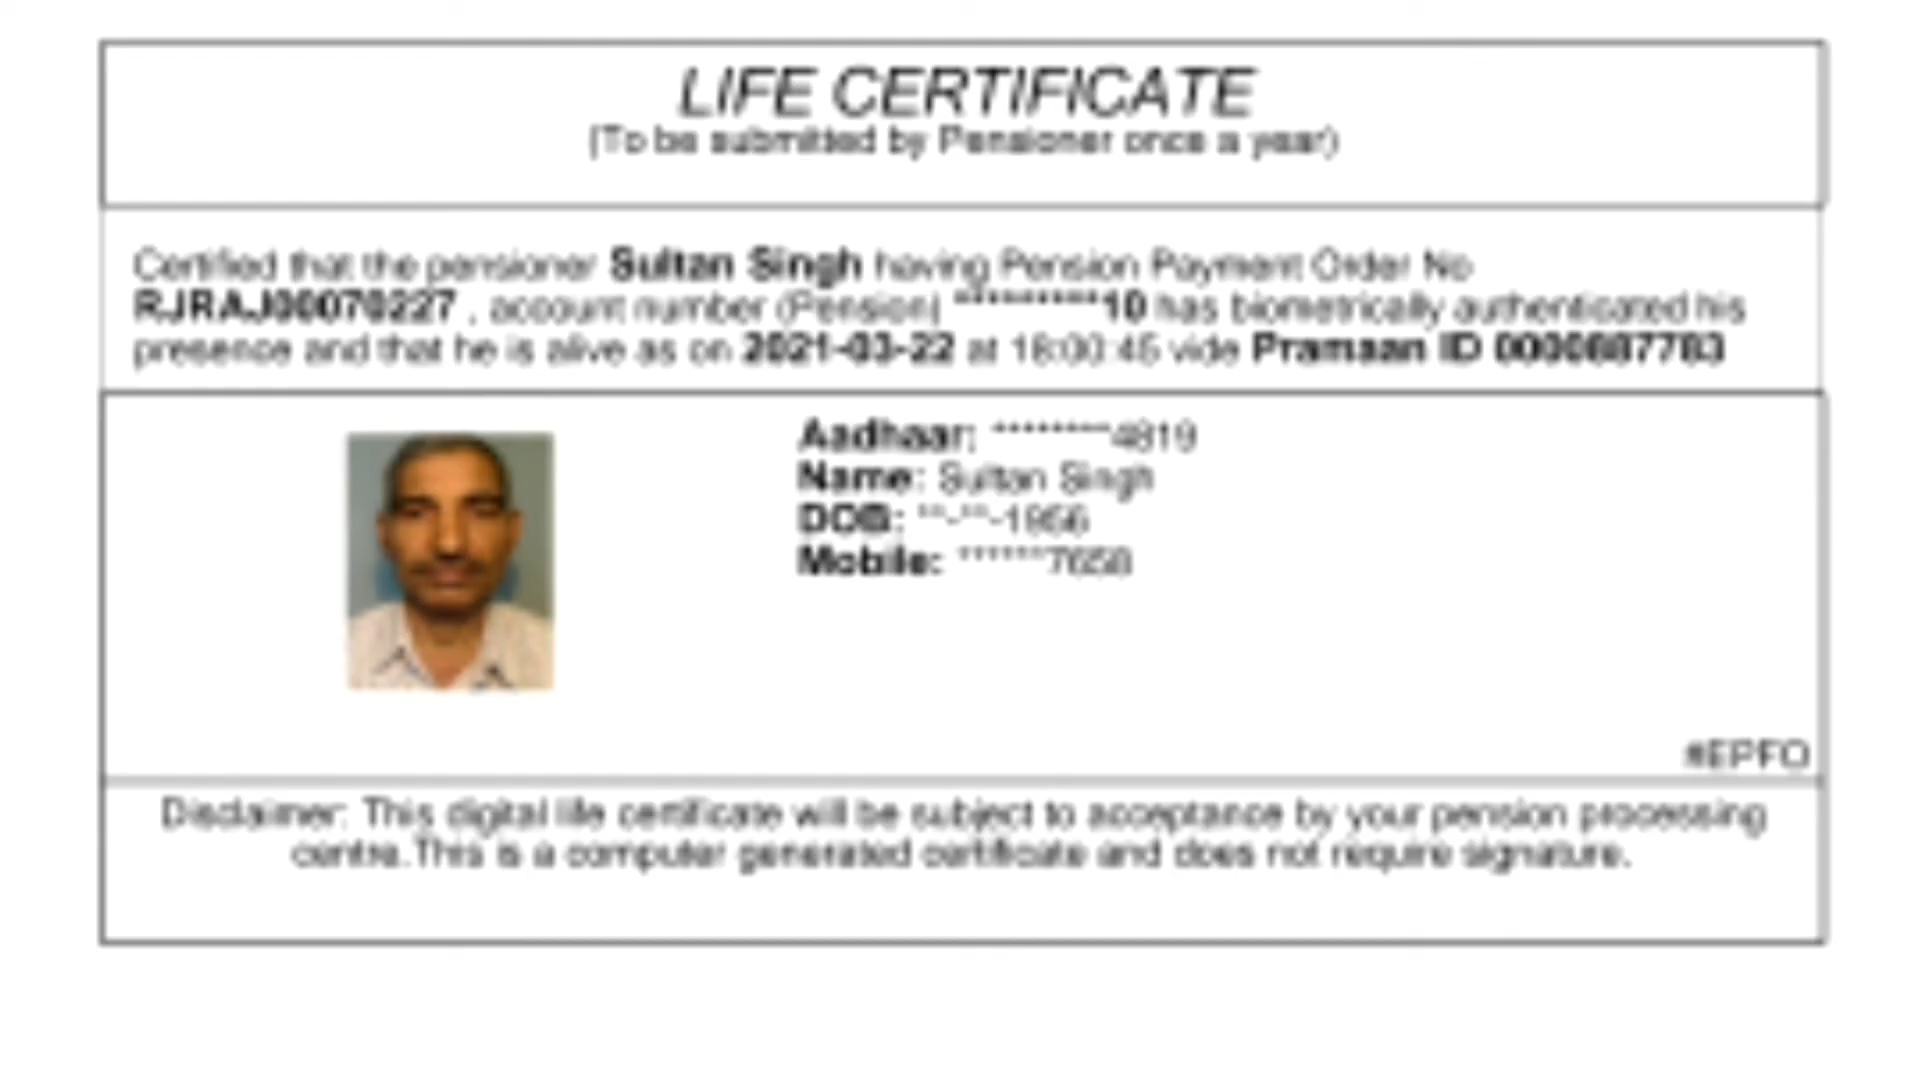 LIFE CERTIFICATE
(To be submitted by Pensioner once a year)
Certified that the pensioner Sultan Singh having Pension Payment Order No
RJRAJ00070227 , account number (Pension) *********10 has biometrically authenticated his
presence and that he is alive as on 2021-03-22 at 18:00:45 vide Pramaan ID
Aadhaar: ********4819
Name: Sultan Singh
DOB: **-**-1956
Mobile: ******7658
#EPFO
Disclaimer: This digital life certificate will be subject to acceptance by your pension processing
centre.This is a computer generated certificate and does not require signature.